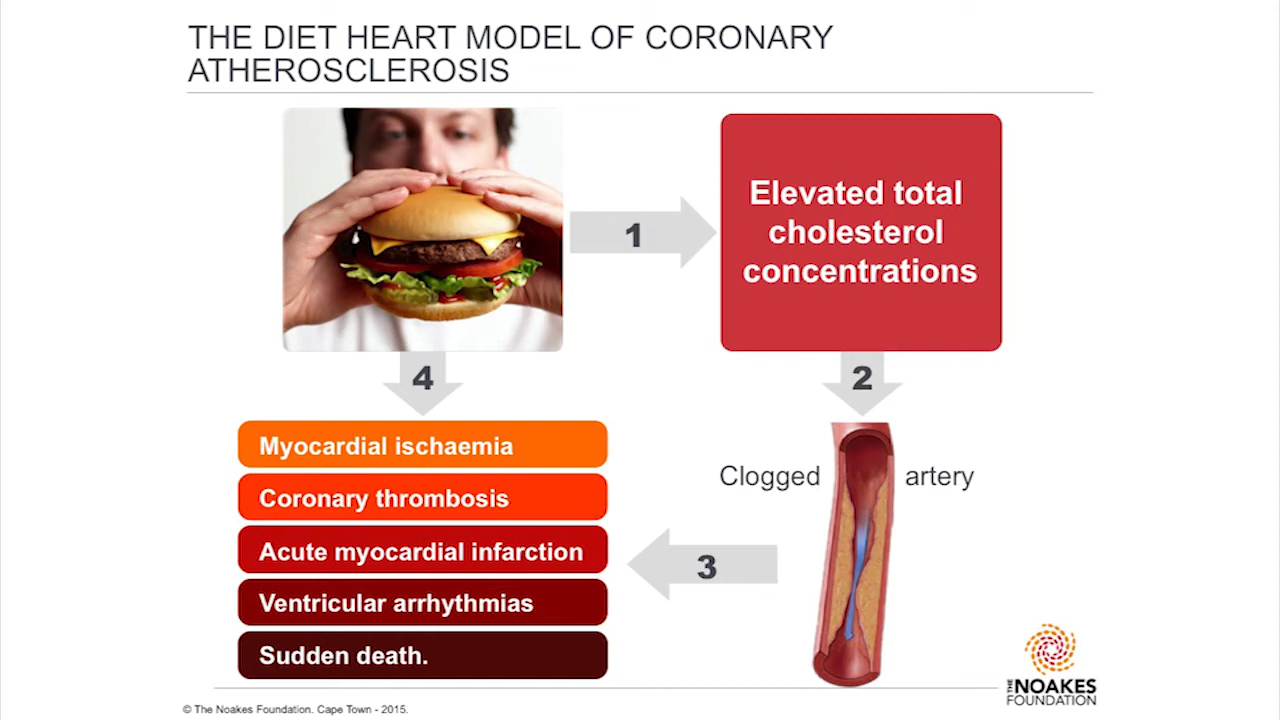 THE DIET HEART MODEL OF CORONARY
ATHEROSCLEROSIS
1
Elevated total
cholesterol
concentrations
4
2
Myocardial ischaemia
Clogged artery
Coronary thrombosis
Acute myocardial infarction
3
Ventricular arrhythmias
Sudden death.
THE NOAKES
FOUNDATION
© The Noakes Foundation. Cape Town - 2015.